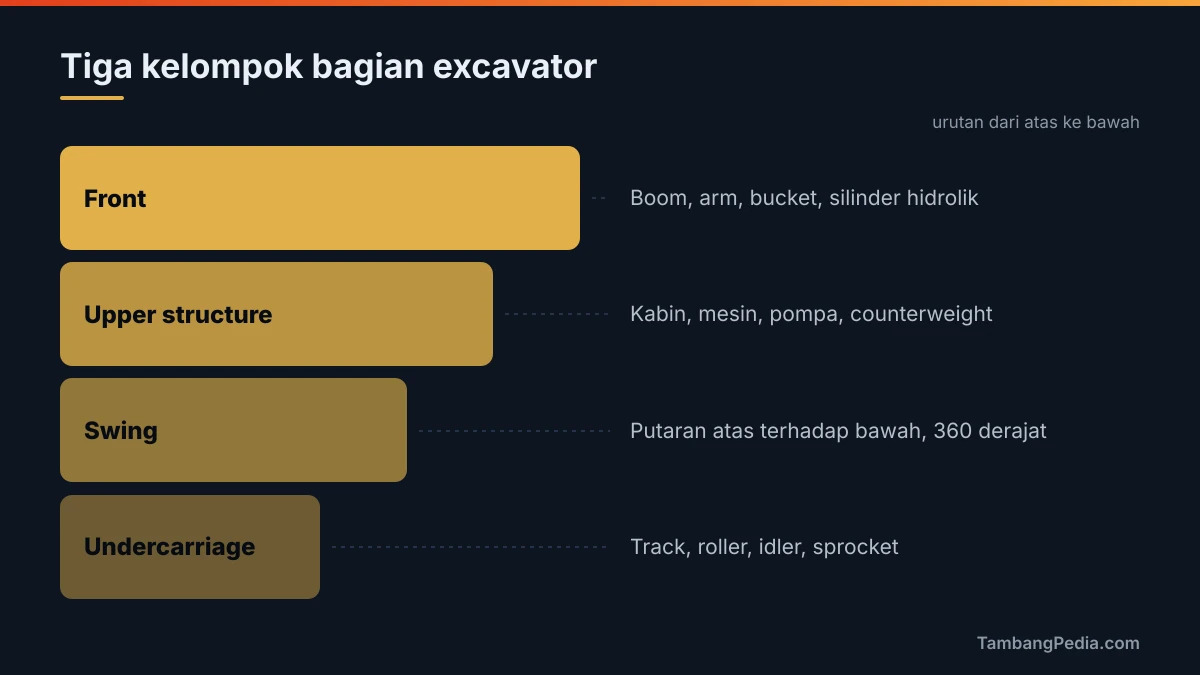 Tiga kelompok bagian excavator
urutan dari atas ke bawah
Front
Boom, arm, bucket, silinder hidrolik
Upper structure
Kabin, mesin, pompa, counterweight
Swing
Putaran atas terhadap bawah, 360 derajat
Undercarriage
Track, roller, idler, sprocket
TambangPedia.com